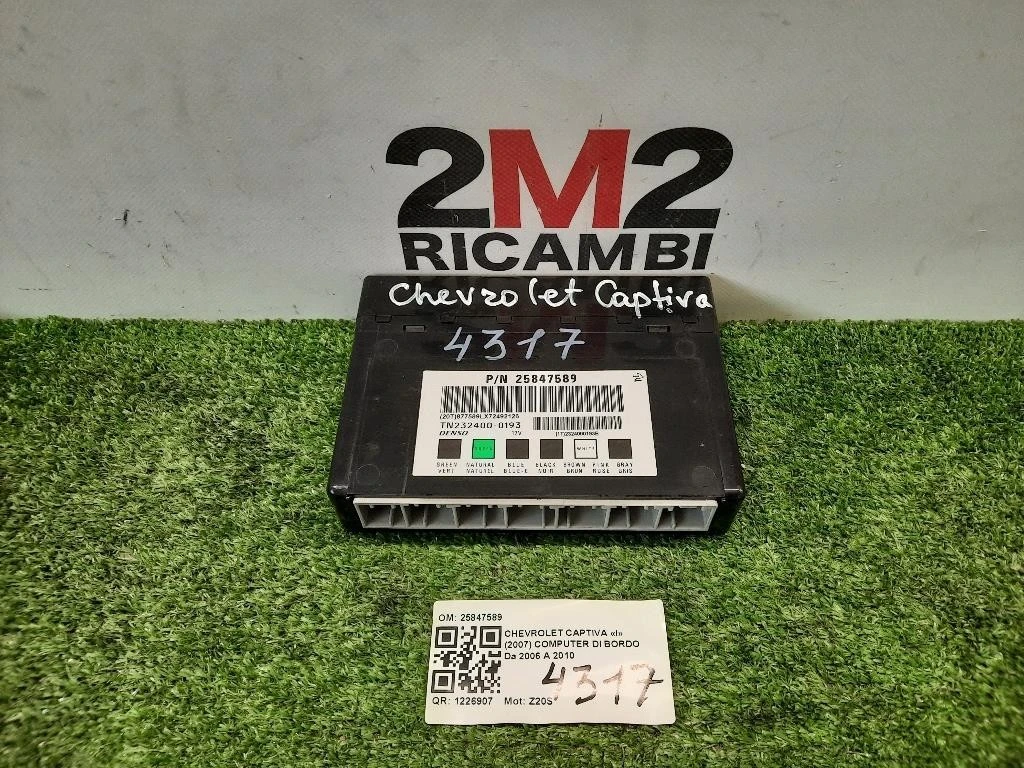 2M2
RICAMBI
Chevrolet Captiva
4317
P/N 25847589
TN232400-0193
DENSO 12V
WHITE
GREEN NATURAL BLUE BLACK BROWN PINK GRAY
VERT NATUREL NOIR BRUN ROSE GRIS
OM: 25847589
CHEVROLET CAPTIVA «I»
(2007) COMPUTER DI BORDO
Da 2006 A 2010
4317
QR: 1226907 Mot: Z20S